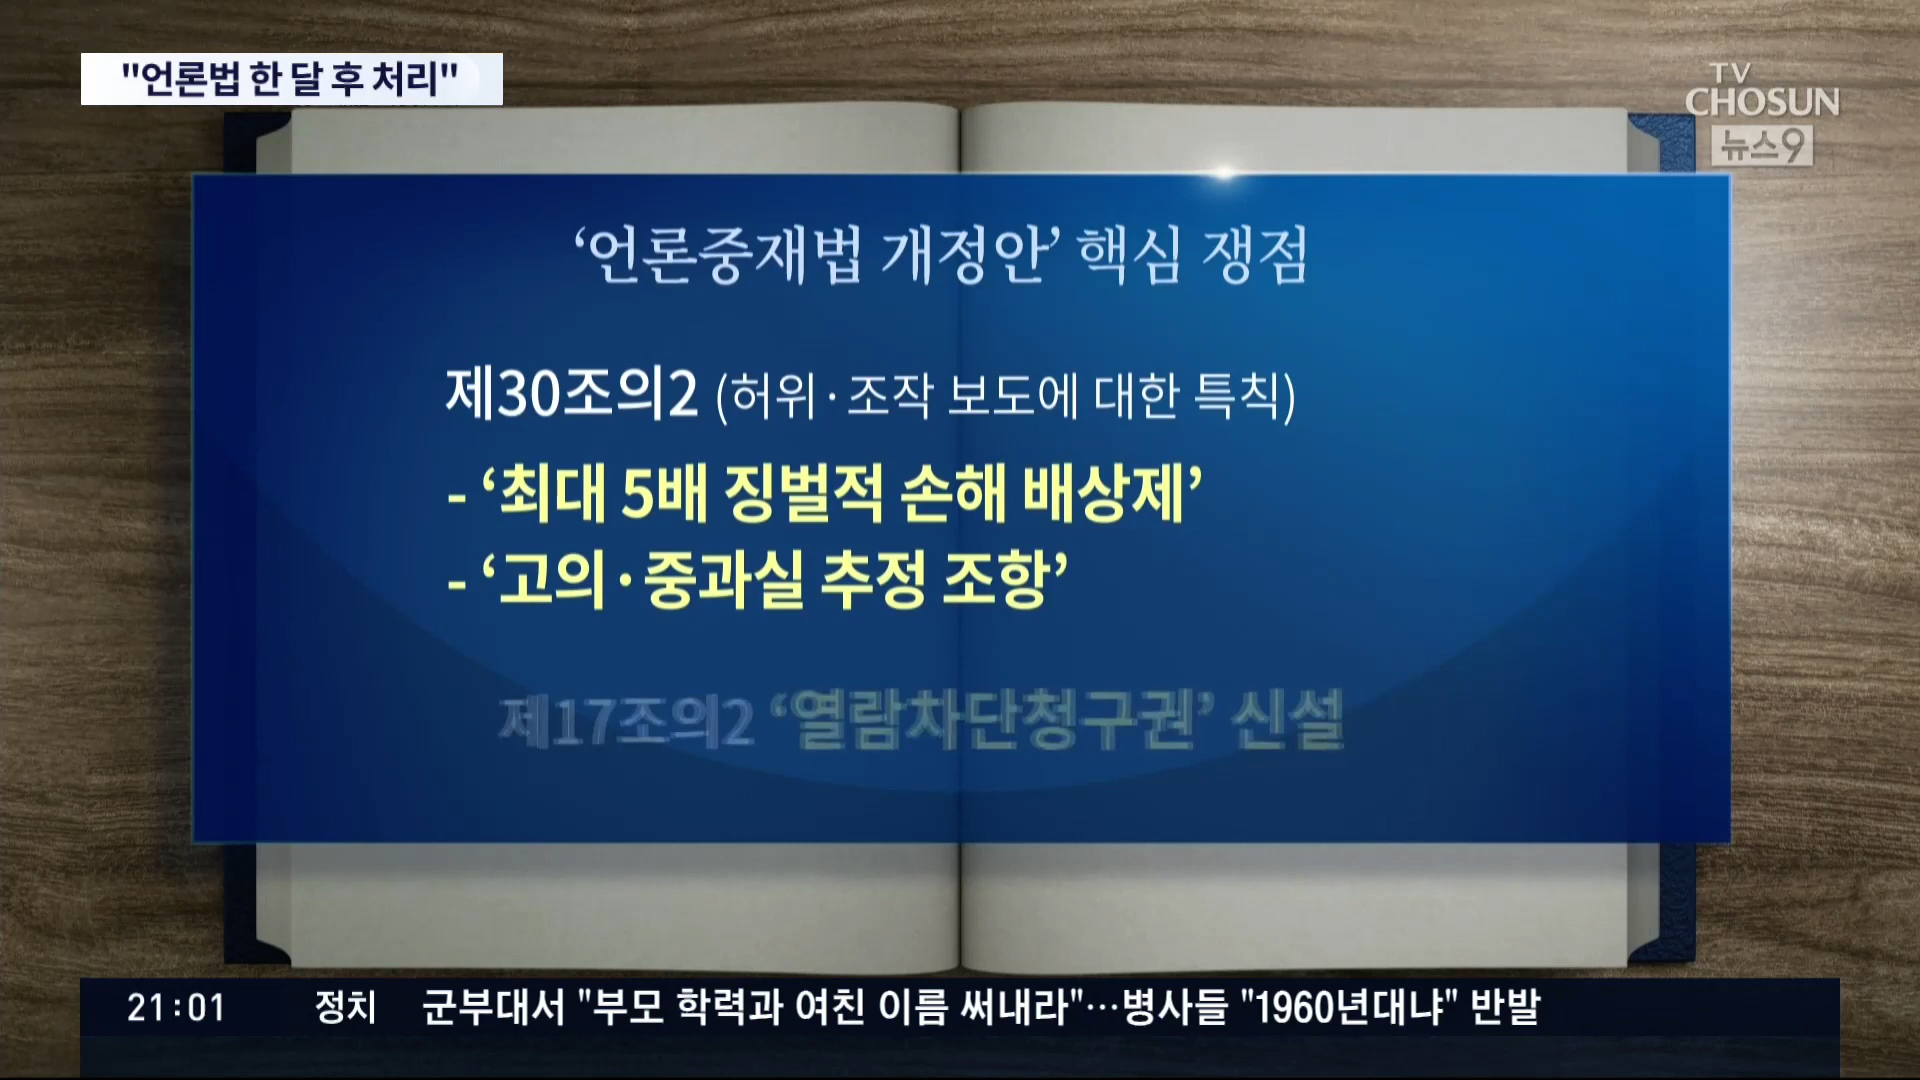 "언론법 한 달 후 처리"
TV
CHOSUN
뉴스9
‘언론중재법 개정안’ 핵심 쟁점
제30조의2 (허위·조작 보도에 대한 특칙)
- ‘최대 5배 징벌적 손해 배상제’
- ‘고의·중과실 추정 조항’
제17조의2 ‘열람차단청구권’ 신설
21:01 정치 군부대서 "부모 학력과 여친 이름 써내라"…병사들 "1960년대냐" 반발